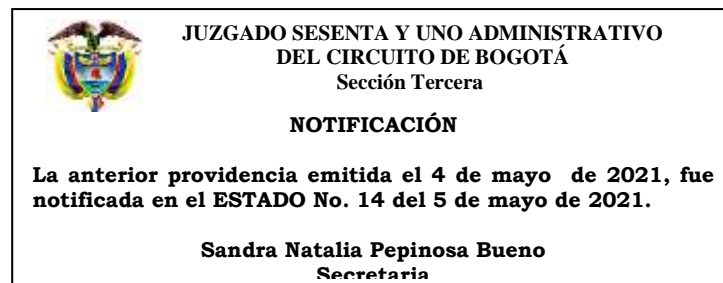 JUZGADO SESENTA Y UNO ADMINISTRATIVO
DEL CIRCUITO DE BOGOTÁ
Sección Tercera
NOTIFICACIÓN
La anterior providencia emitida el 4 de mayo de 2021, fue
notificada en el ESTADO No. 14 del 5 de mayo de 2021.
Sandra Natalia Pepinosa Bueno
Secretaria